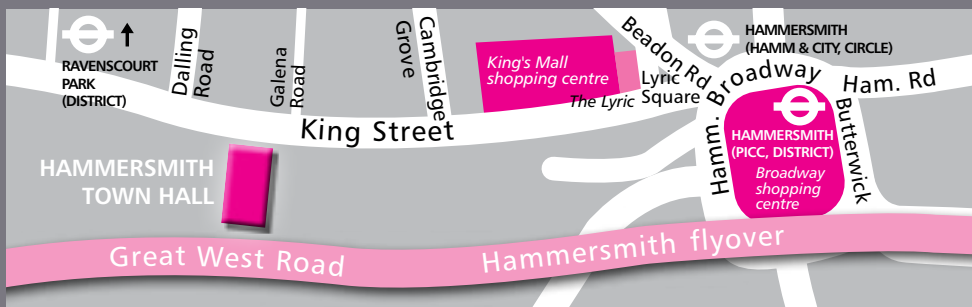 RAVENSCOURT
PARK
(DISTRICT)
Dalling
Road
Galena
Road
Cambridge
Grove
King's Mall
shopping centre
The Lyric
Lyric
Square
Beadon Rd
HAMMERSMITH
(HAMM & CITY, CIRCLE)
Hamm. Broadway
Ham. Rd
King Street
HAMMERSMITH
(PICC, DISTRICT)
Broadway
shopping
centre
Butterwick
HAMMERSMITH
TOWN HALL
Great West Road
Hammersmith flyover